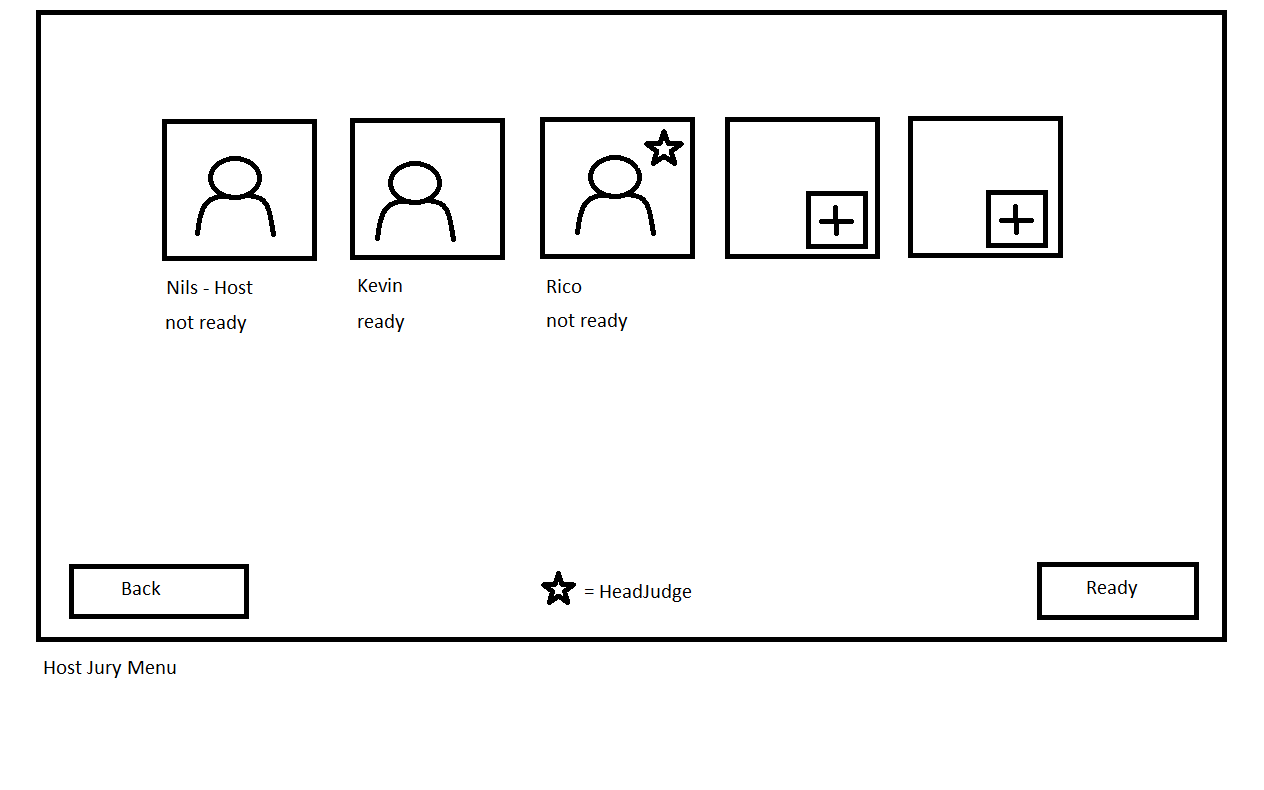 Nils - Host
not ready
Kevin
ready
Rico
not ready
Back
= HeadJudge
Ready
Host Jury Menu